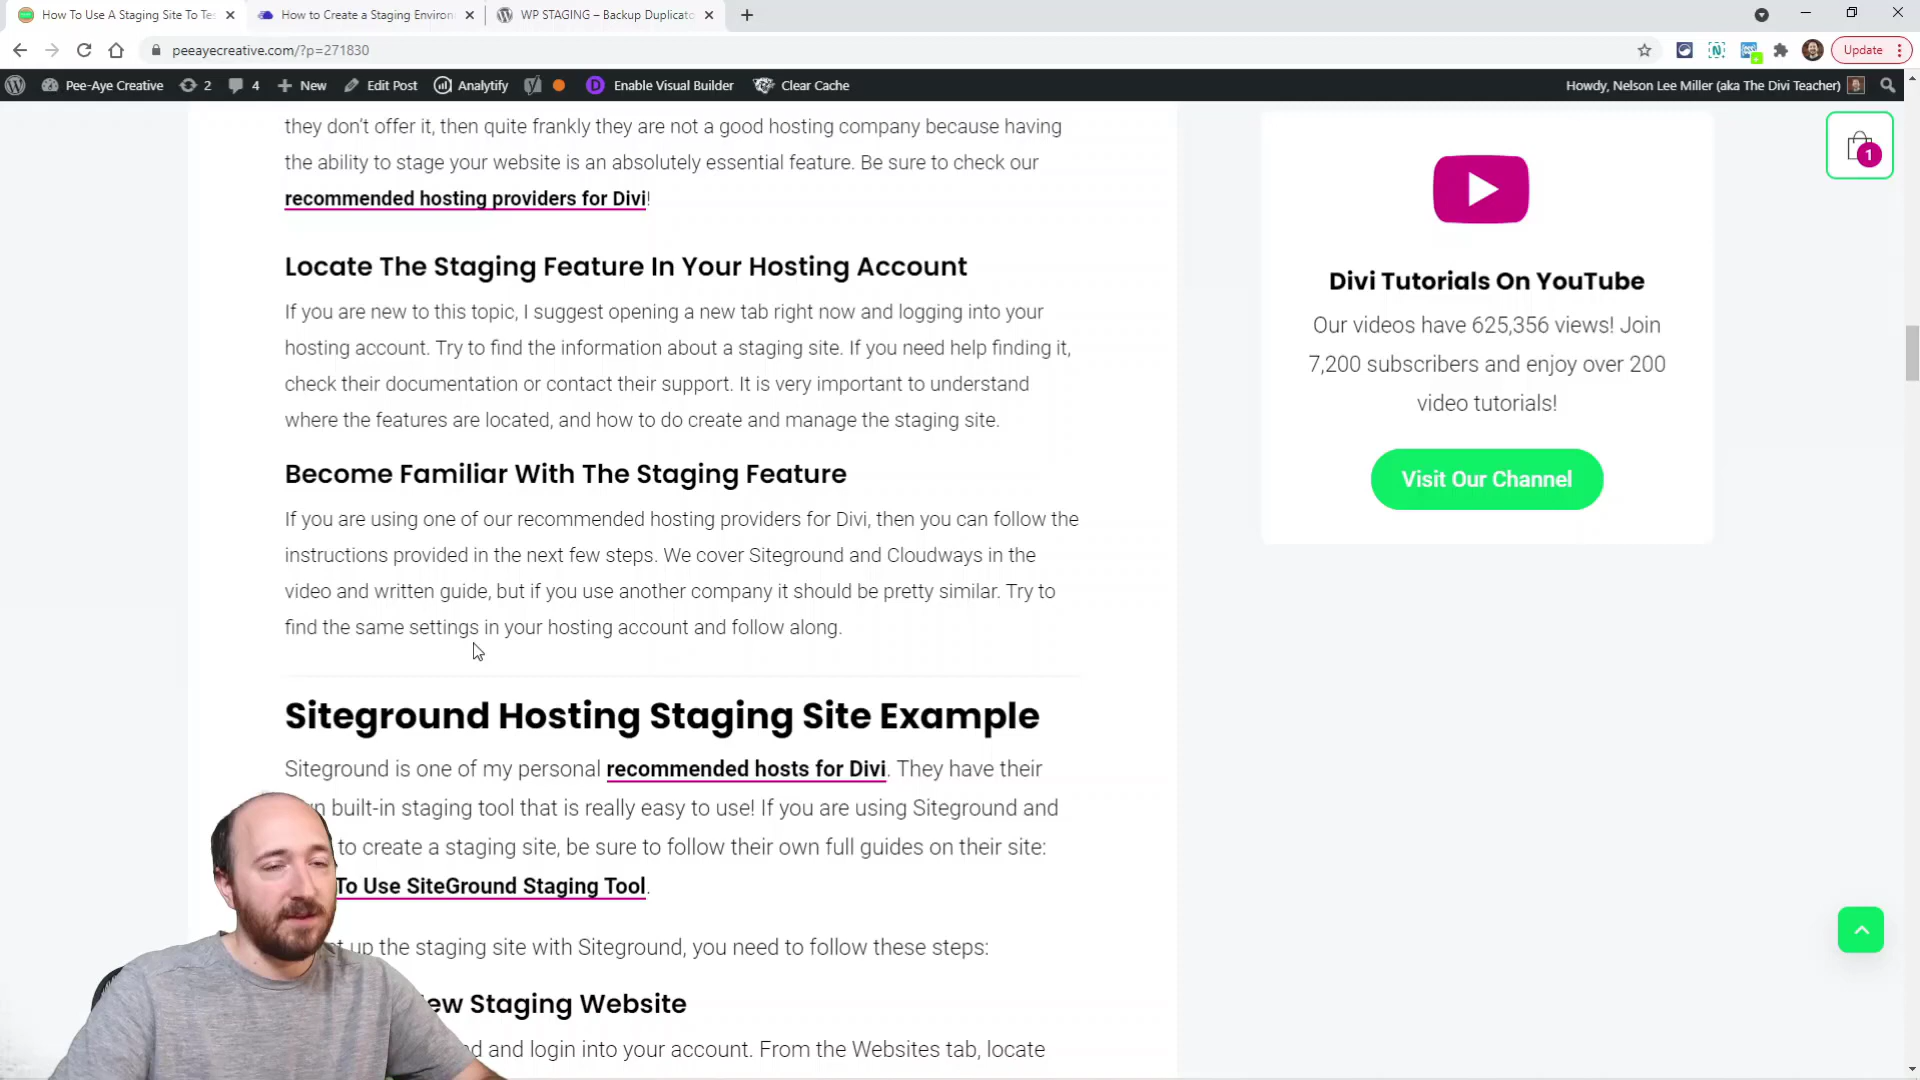 How To Use A Staging Site To Tes
How to Create a Staging Environ
WP STAGING – Backup Duplicato
peeayecreative.com/?p=271830
Update
Pee-Aye Creative
2
4
New
Edit Post
Analytify
Enable Visual Builder
Clear Cache
Howdy, Nelson Lee Miller (aka The Divi Teacher)
they don't offer it, then quite frankly they are not a good hosting company because having
the ability to stage your website is an absolutely essential feature. Be sure to check our
recommended hosting providers for Divi!
Locate The Staging Feature In Your Hosting Account
If you are new to this topic, I suggest opening a new tab right now and logging into your
hosting account. Try to find the information about a staging site. If you need help finding it,
check their documentation or contact their support. It is very important to understand
where the features are located, and how to do create and manage the staging site.
Become Familiar With The Staging Feature
If you are using one of our recommended hosting providers for Divi, then you can follow the
instructions provided in the next few steps. We cover Siteground and Cloudways in the
video and written guide, but if you use another company it should be pretty similar. Try to
find the same settings in your hosting account and follow along.
Siteground Hosting Staging Site Example
Siteground is one of my personal recommended hosts for Divi. They have their
built-in staging tool that is really easy to use! If you are using Siteground and
to create a staging site, be sure to follow their own full guides on their site:
To Use SiteGround Staging Tool.
up the staging site with Siteground, you need to follow these steps:
Staging Website
and login into your account. From the Websites tab, locate
1
Divi Tutorials On YouTube
Our videos have 625,356 views! Join
7,200 subscribers and enjoy over 200
video tutorials!
Visit Our Channel